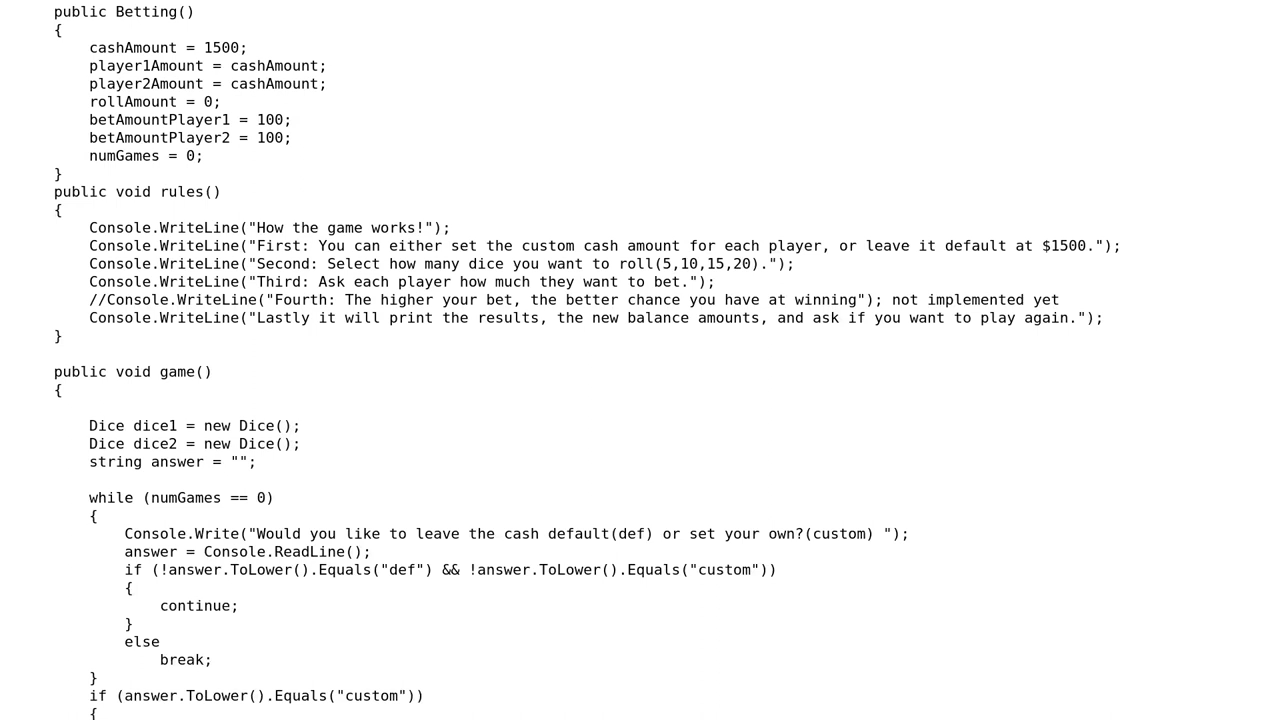 public Betting()
{
cashAmount = 1500;
player1Amount = cashAmount;
player2Amount = cashAmount;
rollAmount = 0;
betAmountPlayer1 = 100;
betAmountPlayer2 = 100;
numGames = 0;
}
public void rules()
{
Console.WriteLine("How the game works!");
Console.WriteLine("First: You can either set the custom cash amount for each player, or leave it default at $1500.");
Console.WriteLine("Second: Select how many dice you want to roll(5,10,15,20).");
Console.WriteLine("Third: Ask each player how much they want to bet.");
//Console.WriteLine("Fourth: The higher your bet, the better chance you have at winning"); not implemented yet
Console.WriteLine("Lastly it will print the results, the new balance amounts, and ask if you want to play again.");
}
public void game()
{
Dice dice1 = new Dice();
Dice dice2 = new Dice();
string answer = "";
while (numGames == 0)
{
Console.Write("Would you like to leave the cash default(def) or set your own?(custom) ");
answer = Console.ReadLine();
if (!answer.ToLower().Equals("def") && !answer.ToLower().Equals("custom"))
{
continue;
}
else
break;
}
if (answer.ToLower().Equals("custom"))
{